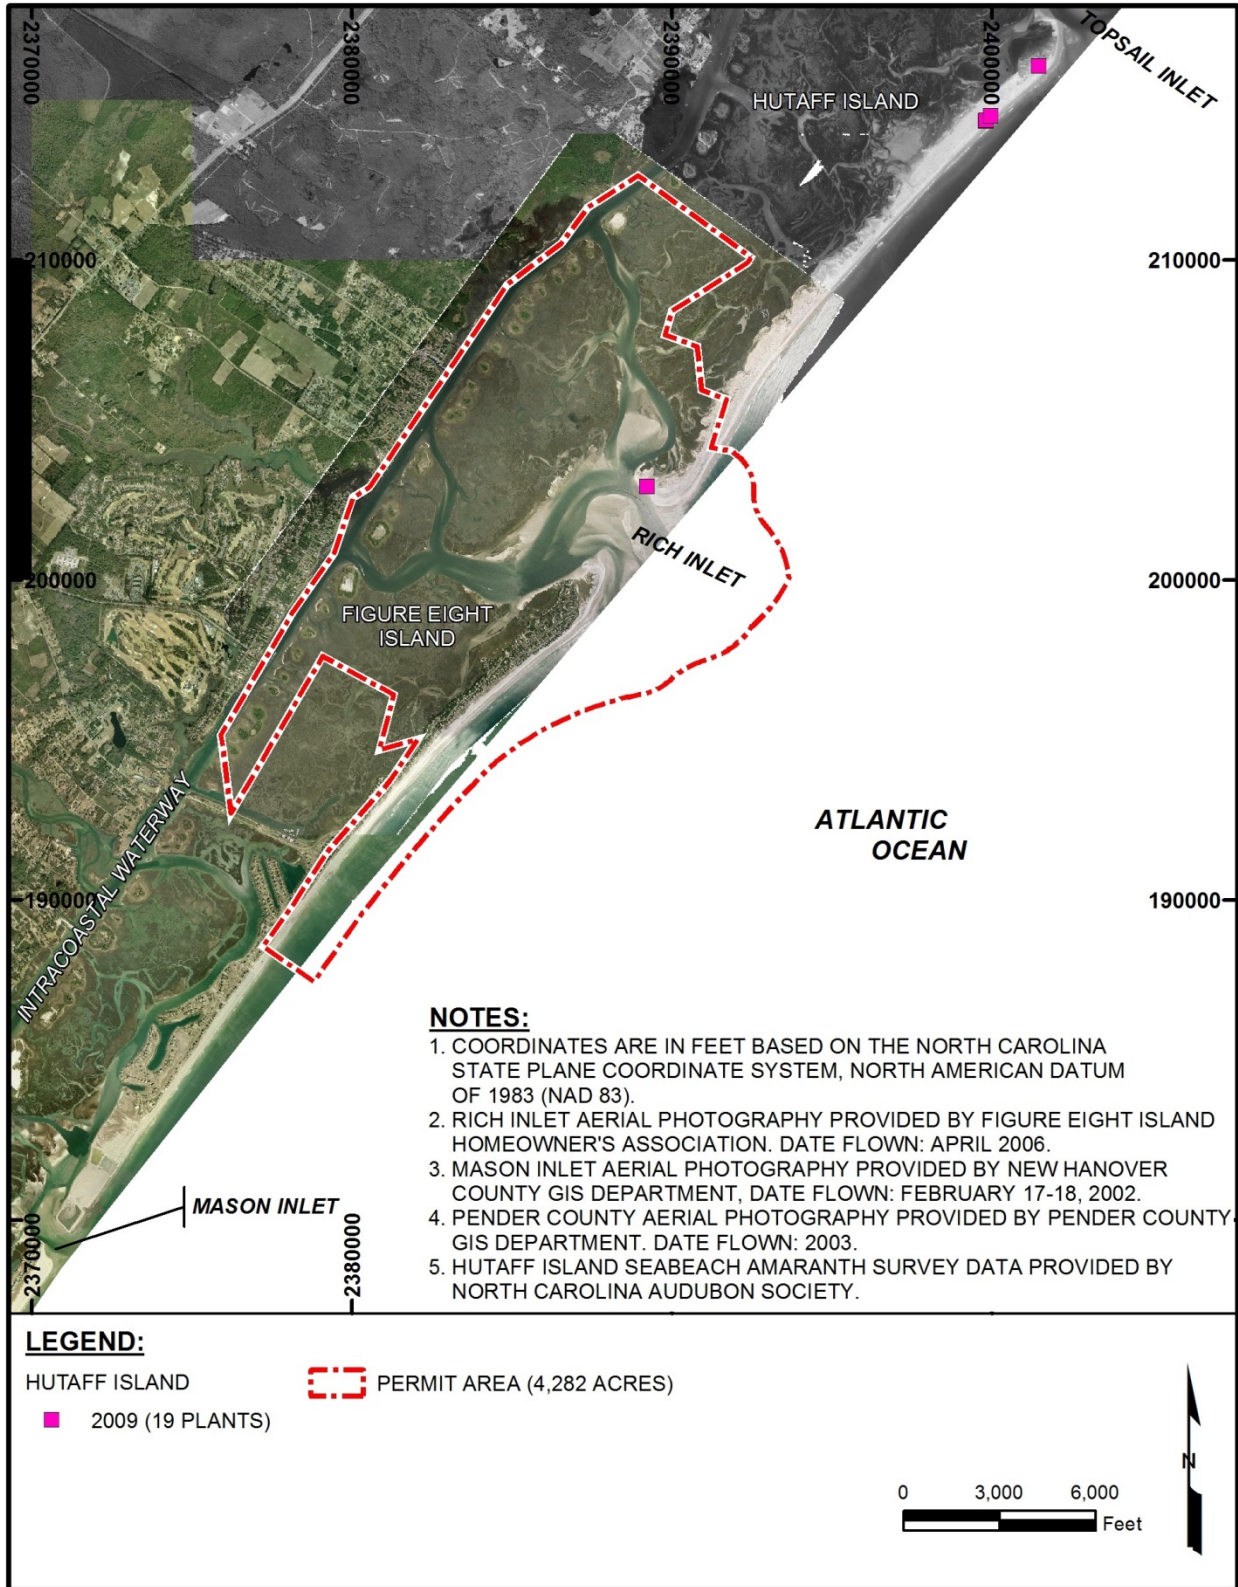 2370000
2380000
2390000
2400000
TOPSAIL INLET
HUTAFF ISLAND
210000
210000
RICH INLET
200000
200000
FIGURE EIGHT
ISLAND
INTRACOASTAL WATERWAY
ATLANTIC
OCEAN
190000
190000
NOTES:
1. COORDINATES ARE IN FEET BASED ON THE NORTH CAROLINA
STATE PLANE COORDINATE SYSTEM, NORTH AMERICAN DATUM
OF 1983 (NAD 83).
2. RICH INLET AERIAL PHOTOGRAPHY PROVIDED BY FIGURE EIGHT ISLAND
HOMEOWNER'S ASSOCIATION. DATE FLOWN: APRIL 2006.
3. MASON INLET AERIAL PHOTOGRAPHY PROVIDED BY NEW HANOVER
COUNTY GIS DEPARTMENT, DATE FLOWN: FEBRUARY 17-18, 2002.
4. PENDER COUNTY AERIAL PHOTOGRAPHY PROVIDED BY PENDER COUNTY
GIS DEPARTMENT. DATE FLOWN: 2003.
5. HUTAFF ISLAND SEABEACH AMARANTH SURVEY DATA PROVIDED BY
NORTH CAROLINA AUDUBON SOCIETY.
MASON INLET
2370000
2380000
LEGEND:
HUTAFF ISLAND
2009 (19 PLANTS)
PERMIT AREA (4,282 ACRES)
N
0 3,000 6,000
Feet